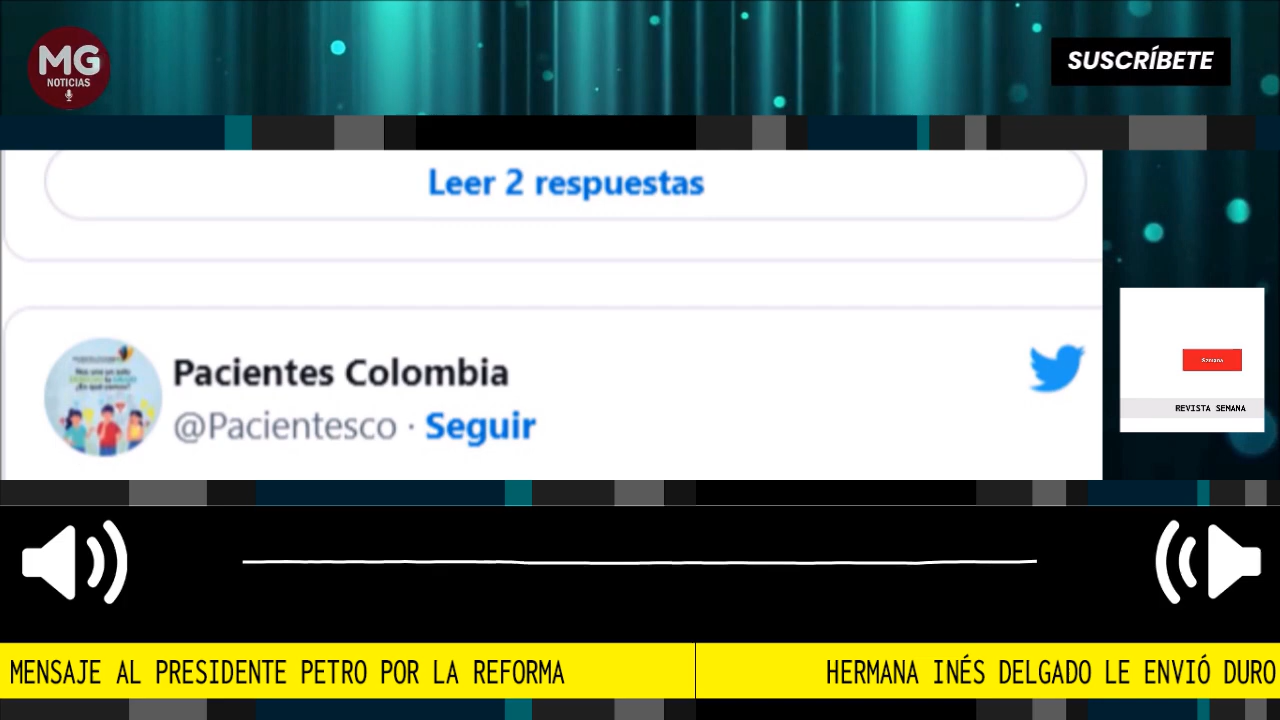 MG
NOTICIAS
SUSCRÍBETE
Leer 2 respuestas
Pacientes Colombia
@Pacientesco · Seguir
Semana
REVISTA SEMANA
MENSAJE AL PRESIDENTE PETRO POR LA REFORMA
HERMANA INÉS DELGADO LE ENVIÓ DURO